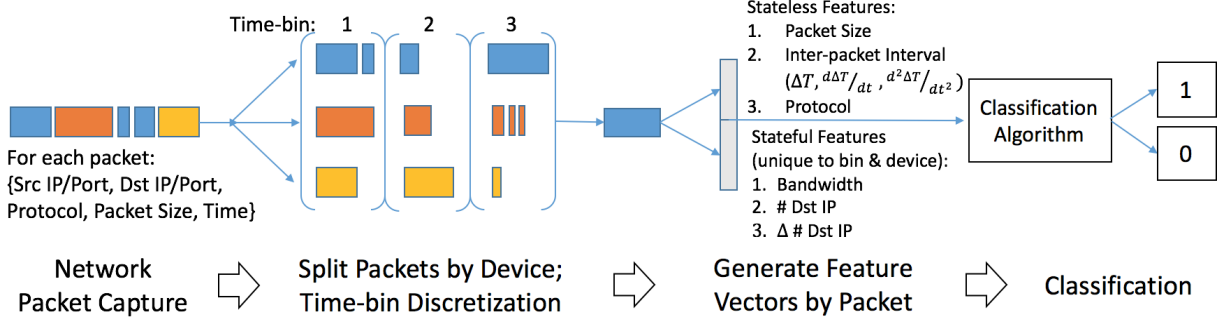 Time-bin: 1 2 3
For each packet:
{Src IP/Port, Dst IP/Port,
Protocol, Packet Size, Time}
Stateless Features:
1. Packet Size
2. Inter-packet Interval
(ΔT, dΔT/dt , d²ΔT/dt² )
3. Protocol
Stateful Features
(unique to bin & device):
1. Bandwidth
2. # Dst IP
3. Δ # Dst IP
Classification
Algorithm
1
0
Network
Packet Capture
Split Packets by Device;
Time-bin Discretization
Generate Feature
Vectors by Packet
Classification